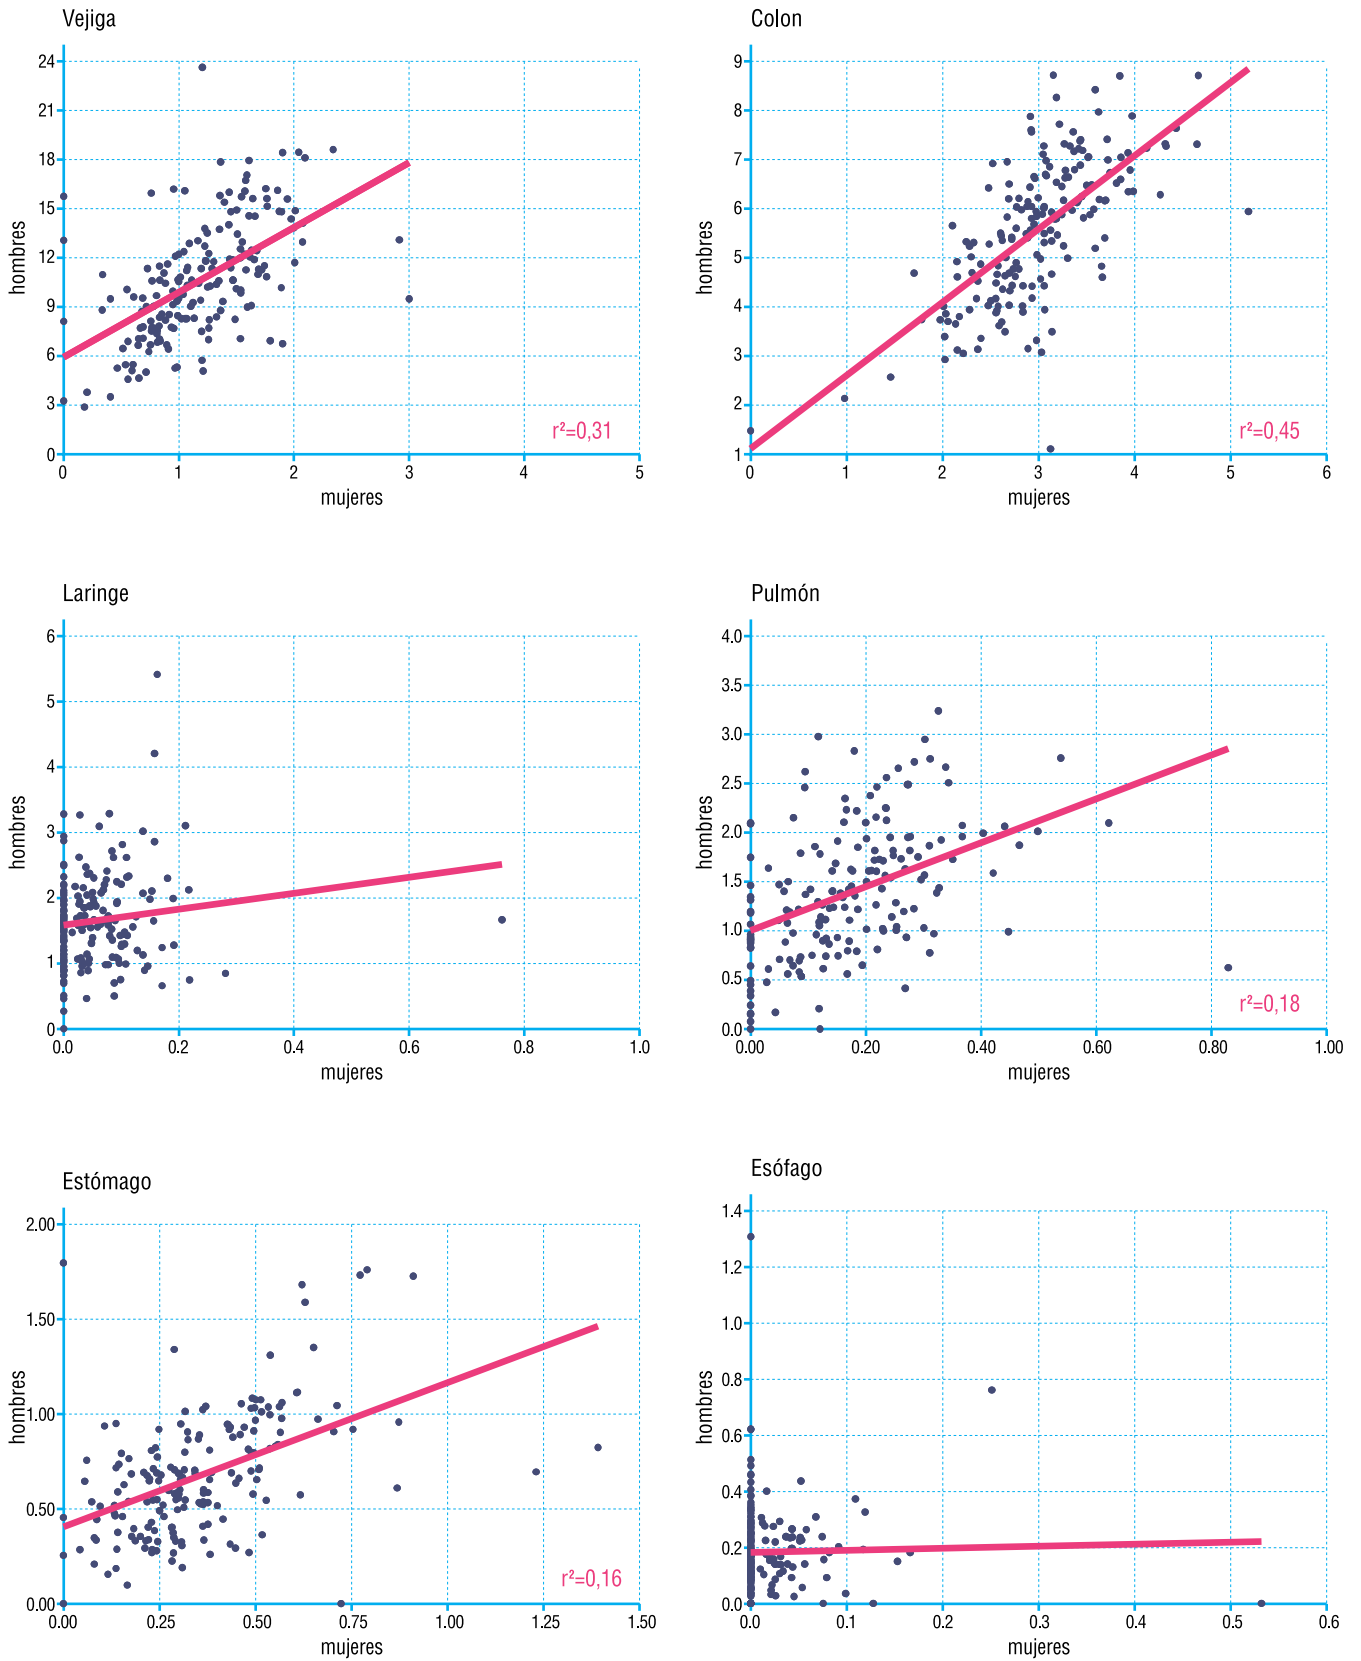 Vejiga
24
21
18
15
12
9
6
3
0
hombres
r²=0,31
0 1 2 3 4 5
mujeres
Colon
9
8
7
6
5
4
3
2
1
hombres
r²=0,45
0 1 2 3 4 5 6
mujeres
Laringe
6
5
4
3
2
1
0
hombres
0.0 0.2 0.4 0.6 0.8 1.0
mujeres
Pulmón
4.0
3.5
3.0
2.5
2.0
1.5
1.0
0.5
0.0
hombres
r²=0,18
0.00 0.20 0.40 0.60 0.80 1.00
mujeres
Estómago
2.00
1.50
1.00
0.50
0.00
hombres
r²=0,16
0.00 0.25 0.50 0.75 1.00 1.25 1.50
mujeres
Esófago
1.4
1.2
1.0
0.8
0.6
0.4
0.2
0.0
hombres
0.0 0.1 0.2 0.3 0.4 0.5 0.6
mujeres